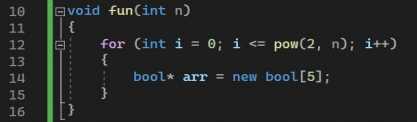 10 void fun(int n)
11 {
12 for (int i = 0; i <= pow(2, n); i++)
13 {
14 bool* arr = new bool[5];
15 }
16 }